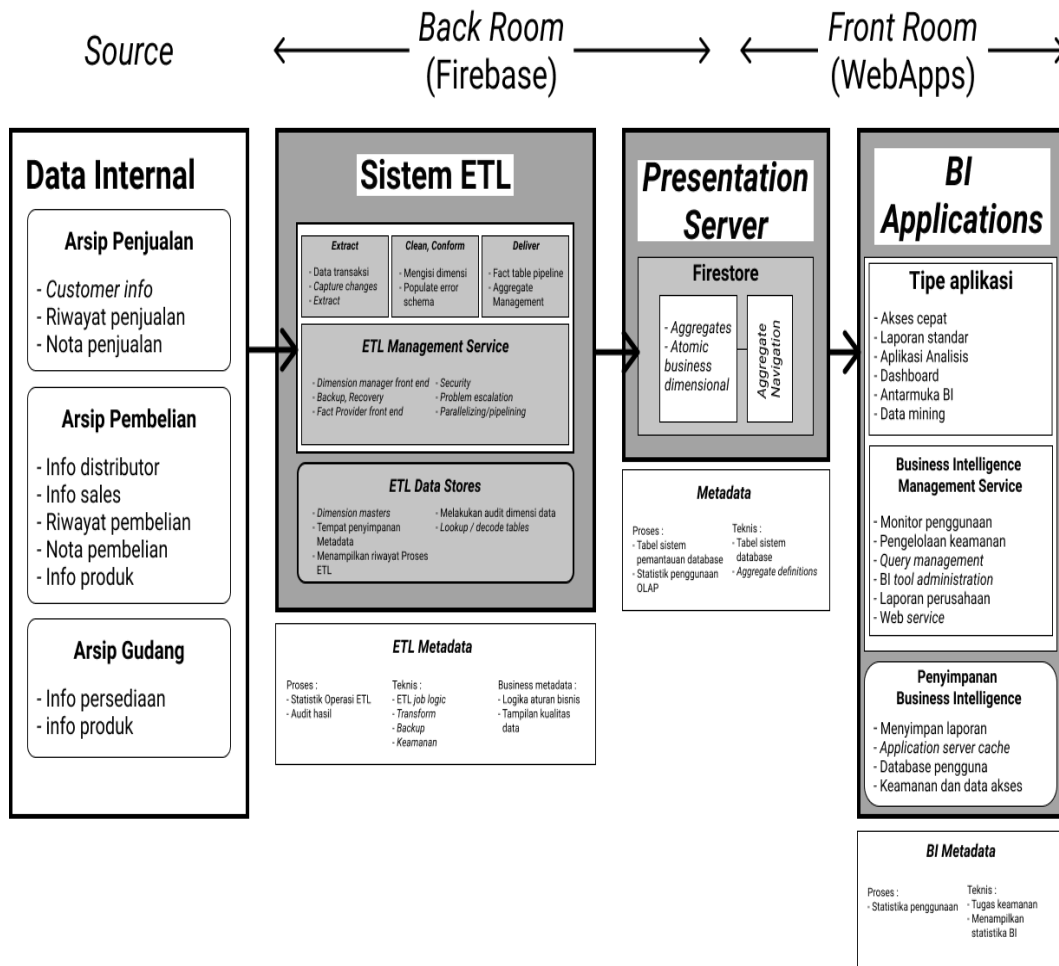 Source
Back Room
(Firebase)
Front Room
(WebApps)
Data Internal
Arsip Penjualan
- Customer info
- Riwayat penjualan
- Nota penjualan
Arsip Pembelian
- Info distributor
- Info sales
- Riwayat pembelian
- Nota pembelian
- Info produk
Arsip Gudang
- Info persediaan
- info produk
Sistem ETL
Extract
- Data transaksi
- Capture changes
- Extract
Clean, Conform
- Mengisi dimensi
- Populate error
schema
Deliver
- Fact table pipeline
- Aggregate
Management
ETL Management Service
- Dimension manager front end
- Backup, Recovery
- Fact Provider front end
- Security
- Problem escalation
- Parallelizing/pipelining
ETL Data Stores
- Dimension masters
- Tempat penyimpanan
Metadata
- Menampilkan riwayat Proses
ETL
- Melakukan audit dimensi data
- Lookup / decode tables
ETL Metadata
Proses :
- Statistik Operasi ETL
- Audit hasil
Teknis :
- ETL job logic
- Transform
- Backup
- Keamanan
Business metadata :
- Logika aturan bisnis
- Tampilan kualitas
data
Presentation
Server
Firestore
- Aggregates
- Atomic
business
dimensional
Aggregate
Navigation
Metadata
Proses :
- Tabel sistem
pemantauan database
- Statistik penggunaan
OLAP
Teknis :
- Tabel sistem
database
- Aggregate definitions
BI
Applications
Tipe aplikasi
- Akses cepat
- Laporan standar
- Aplikasi Analisis
- Dashboard
- Antarmuka BI
- Data mining
Business Intelligence
Management Service
- Monitor penggunaan
- Pengelolaan keamanan
- Query management
- BI tool administration
- Laporan perusahaan
- Web service
Penyimpanan
Business Intelligence
- Menyimpan laporan
- Application server cache
- Database pengguna
- Keamanan dan data akses
BI Metadata
Proses :
- Statistika penggunaan
Teknis :
- Tugas keamanan
- Menampilkan
statistika BI